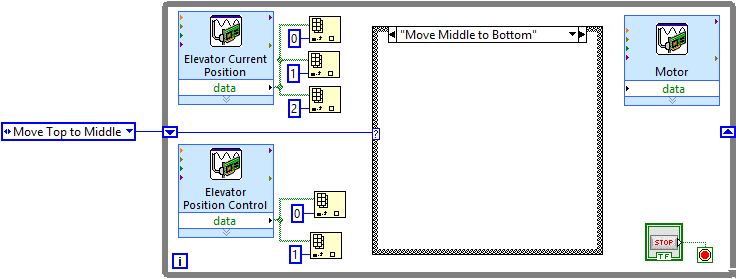 "Move Middle to Bottom"
Elevator Current
Position
data
0
1
2
Motor
data
Move Top to Middle
?
Elevator
Position Control
data
0
1
STOP
TF
i